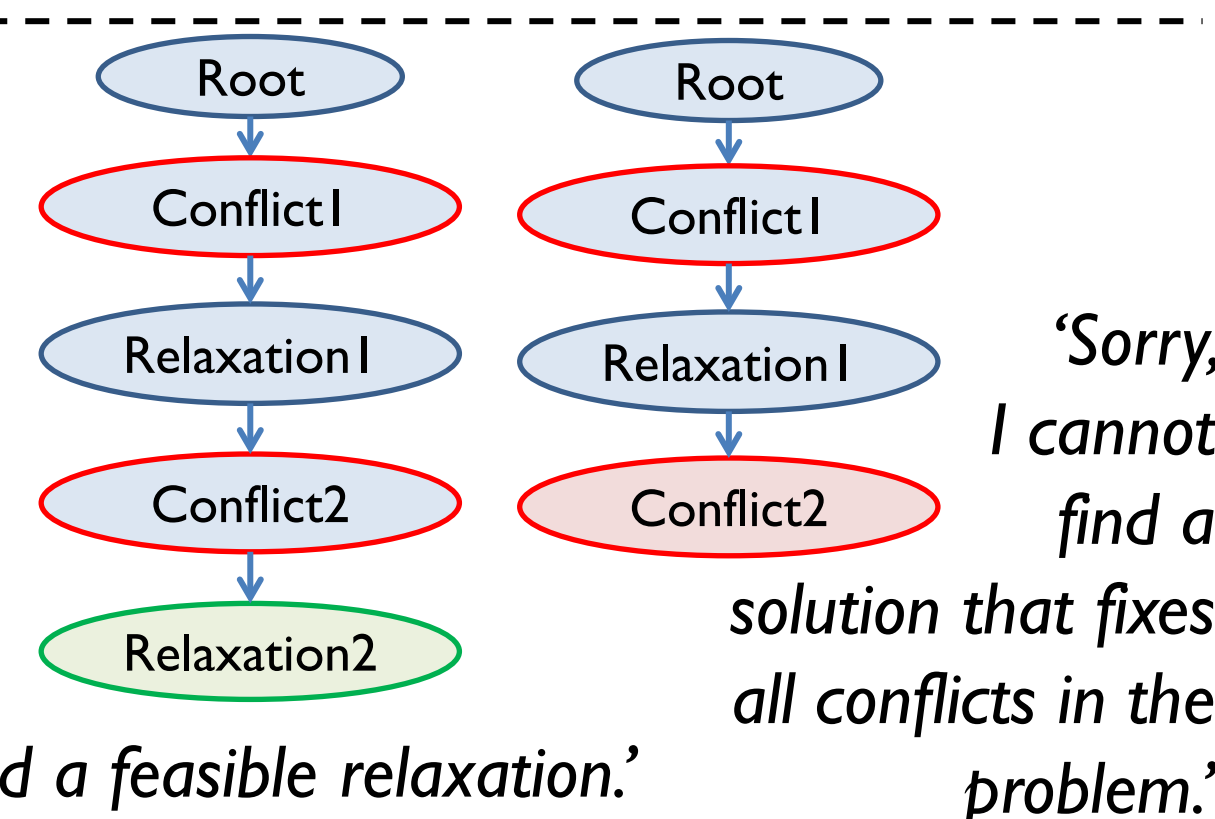 Root
Conflict1
Relaxation1
Conflict2
Relaxation2
d a feasible relaxation.’
Root
Conflict1
Relaxation1
Conflict2
‘Sorry,
I cannot
find a
solution that fixes
all conflicts in the
problem.’